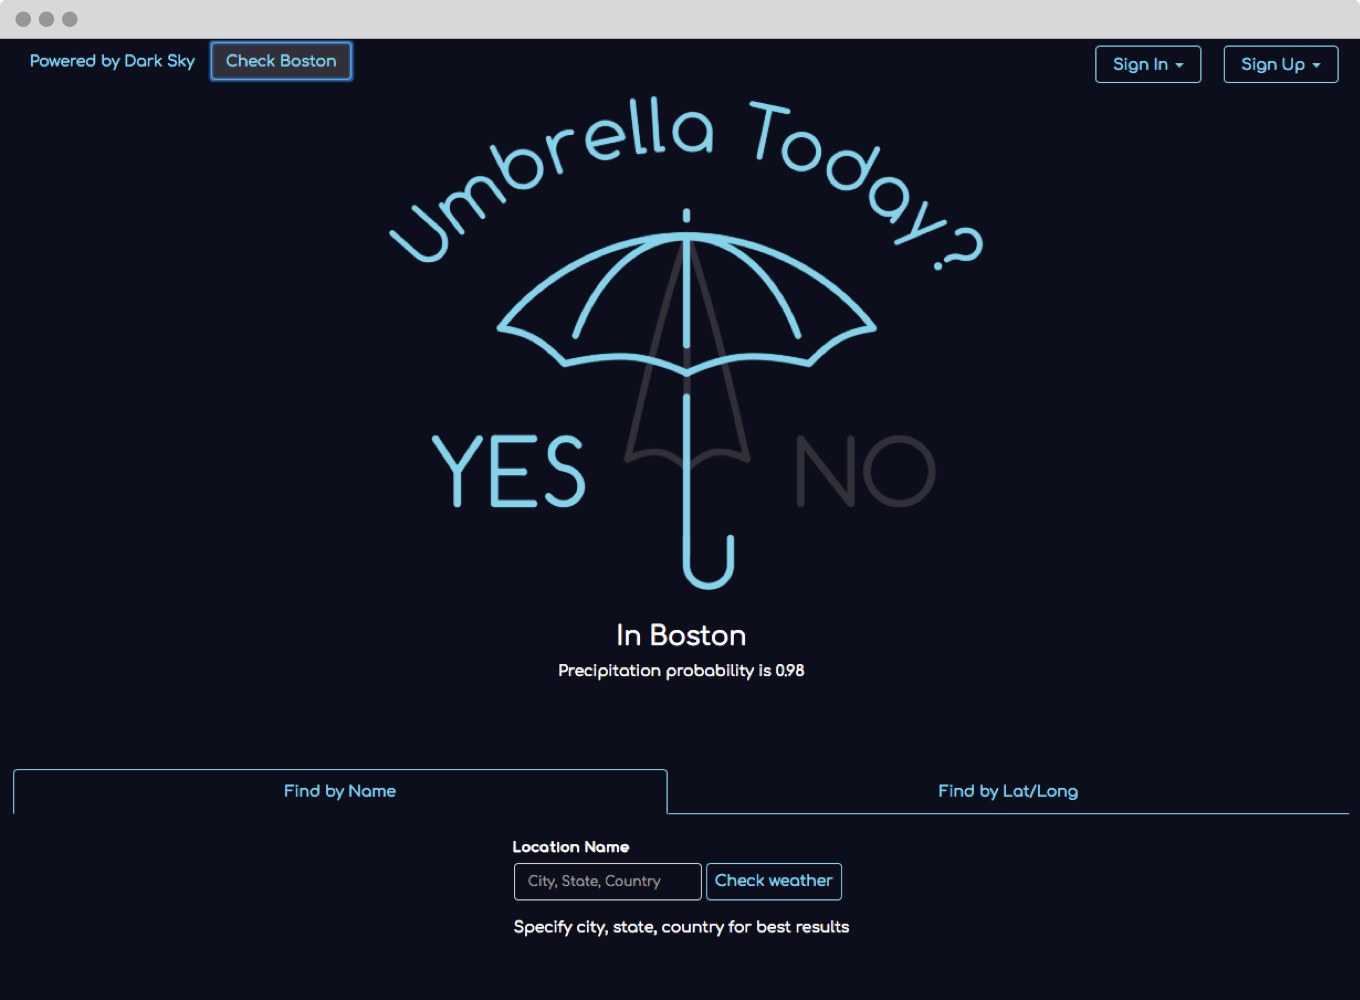 Powered by Dark Sky
Check Boston
Sign In
Sign Up
Umbrella Today?
YES
NO
In Boston
Precipitation probability is 0.98
Find by Name
Find by Lat/Long
Location Name
City, State, Country
Check weather
Specify city, state, country for best results